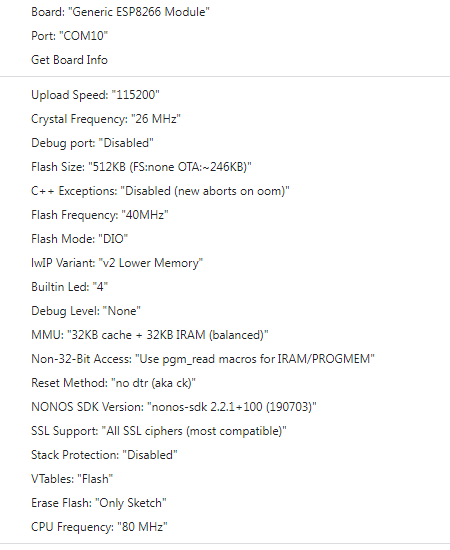 Board: "Generic ESP8266 Module"
Port: "COM10"
Get Board Info
Upload Speed: "115200"
Crystal Frequency: "26 MHz"
Debug port: "Disabled"
Flash Size: "512KB (FS:none OTA:~246KB)"
C++ Exceptions: "Disabled (new aborts on oom)"
Flash Frequency: "40MHz"
Flash Mode: "DIO"
lwIP Variant: "v2 Lower Memory"
Builtin Led: "4"
Debug Level: "None"
MMU: "32KB cache + 32KB IRAM (balanced)"
Non-32-Bit Access: "Use pgm_read macros for IRAM/PROGMEM"
Reset Method: "no dtr (aka ck)"
NONOS SDK Version: "nonos-sdk 2.2.1+100 (190703)"
SSL Support: "All SSL ciphers (most compatible)"
Stack Protection: "Disabled"
VTables: "Flash"
Erase Flash: "Only Sketch"
CPU Frequency: "80 MHz"